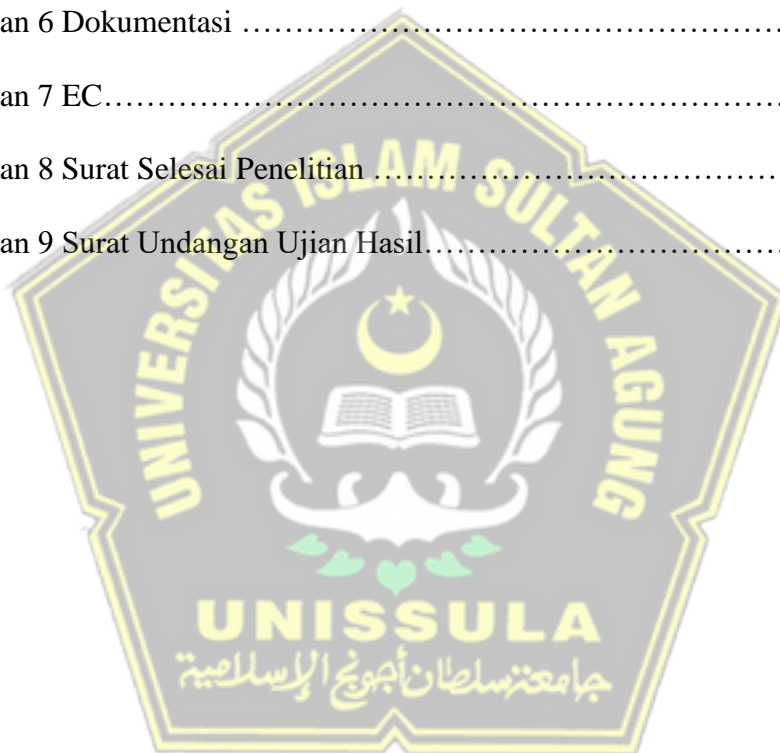 an 6 Dokumentasi ……………………………………………
an 7 EC…………………………………………………………
an 8 Surat Selesai Penelitian …………………………………
an 9 Surat Undangan Ujian Hasil……………………………
UNIVERSITAS ISLAM SULTAN AGUNG
UNISSULA
جامعة سلطان أجونج الإسلامية